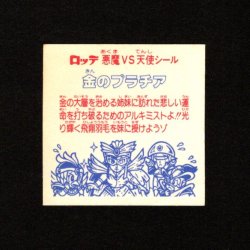 ロッテ 悪魔VS天使シール
金のプラチア
金の大層を治める姉妹に訪れた悲しい運
命を打ち破るためのアルキミストよ!!光
り輝く飛翔羽毛を妹に授けようゾ